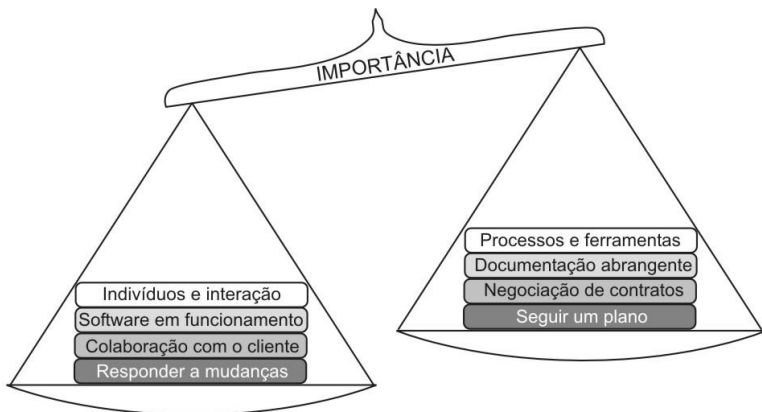 IMPORTÂNCIA
Indivíduos e interação
Software em funcionamento
Colaboração com o cliente
Responder a mudanças
Processos e ferramentas
Documentação abrangente
Negociação de contratos
Seguir um plano